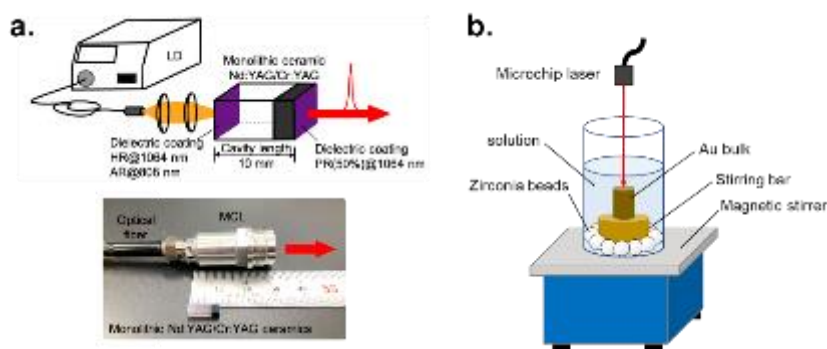 a.
LD
Monolithic ceramic
Nd:YAG/Cr:YAG
Dielectric coating
HR@1064 nm
AR@808 nm
Cavity length
10 mm
Dielectric coating
PR(50%)@1064 nm
Optical
fiber
MCL
Monolithic Nd:YAG/Cr:YAG ceramics
b.
Microchip laser
solution
Zirconia beads
Au bulk
Stirring bar
Magnetic stirrer